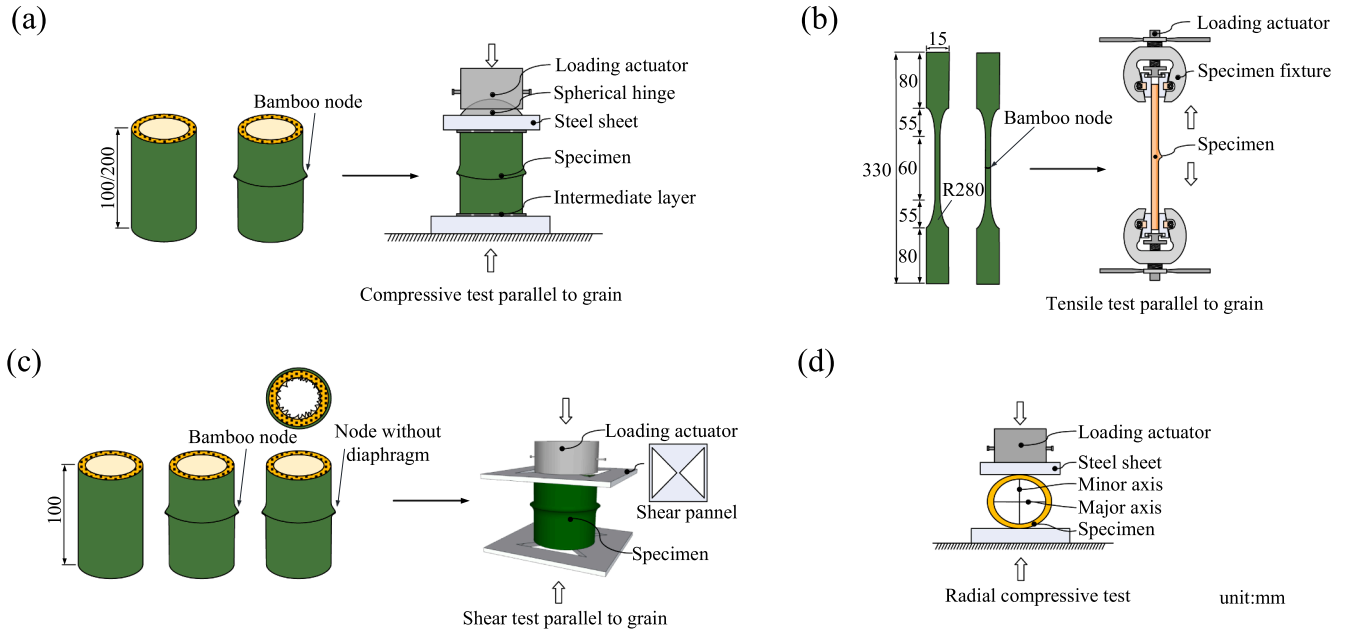 (a)
Bamboo node
100/200
Loading actuator
Spherical hinge
Steel sheet
Specimen
Intermediate layer
Compressive test parallel to grain
(b)
15
80
55
60
330
R280
55
80
Bamboo node
Loading actuator
Specimen fixture
Specimen
Tensile test parallel to grain
(c)
Bamboo node
Node without
diaphragm
100
Loading actuator
Shear pannel
Specimen
Shear test parallel to grain
(d)
Loading actuator
Steel sheet
Minor axis
Major axis
Specimen
Radial compressive test
unit:mm